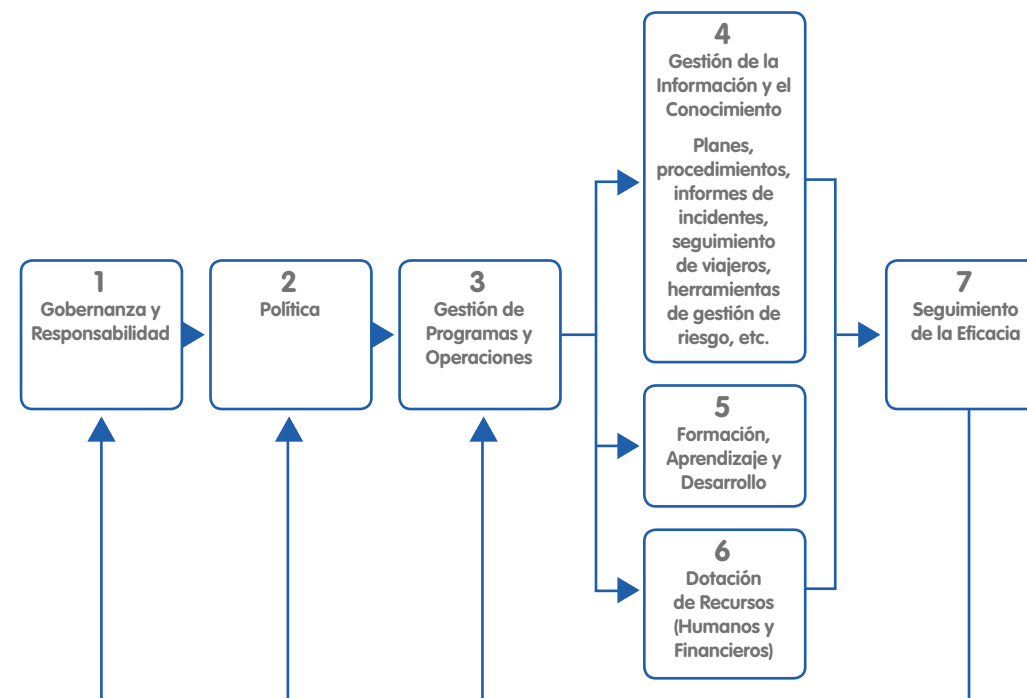 1
Gobernanza y
Responsabilidad
2
Política
3
Gestión de
Programas y
Operaciones
4
Gestión de la
Información y el
Conocimiento
Planes,
procedimientos,
informes de
incidentes,
seguimiento
de viajeros,
herramientas
de gestión de
riesgo, etc.
5
Formación,
Aprendizaje y
Desarrollo
6
Dotación
de Recursos
(Humanos y
Financieros)
7
Seguimiento
de la Eficacia